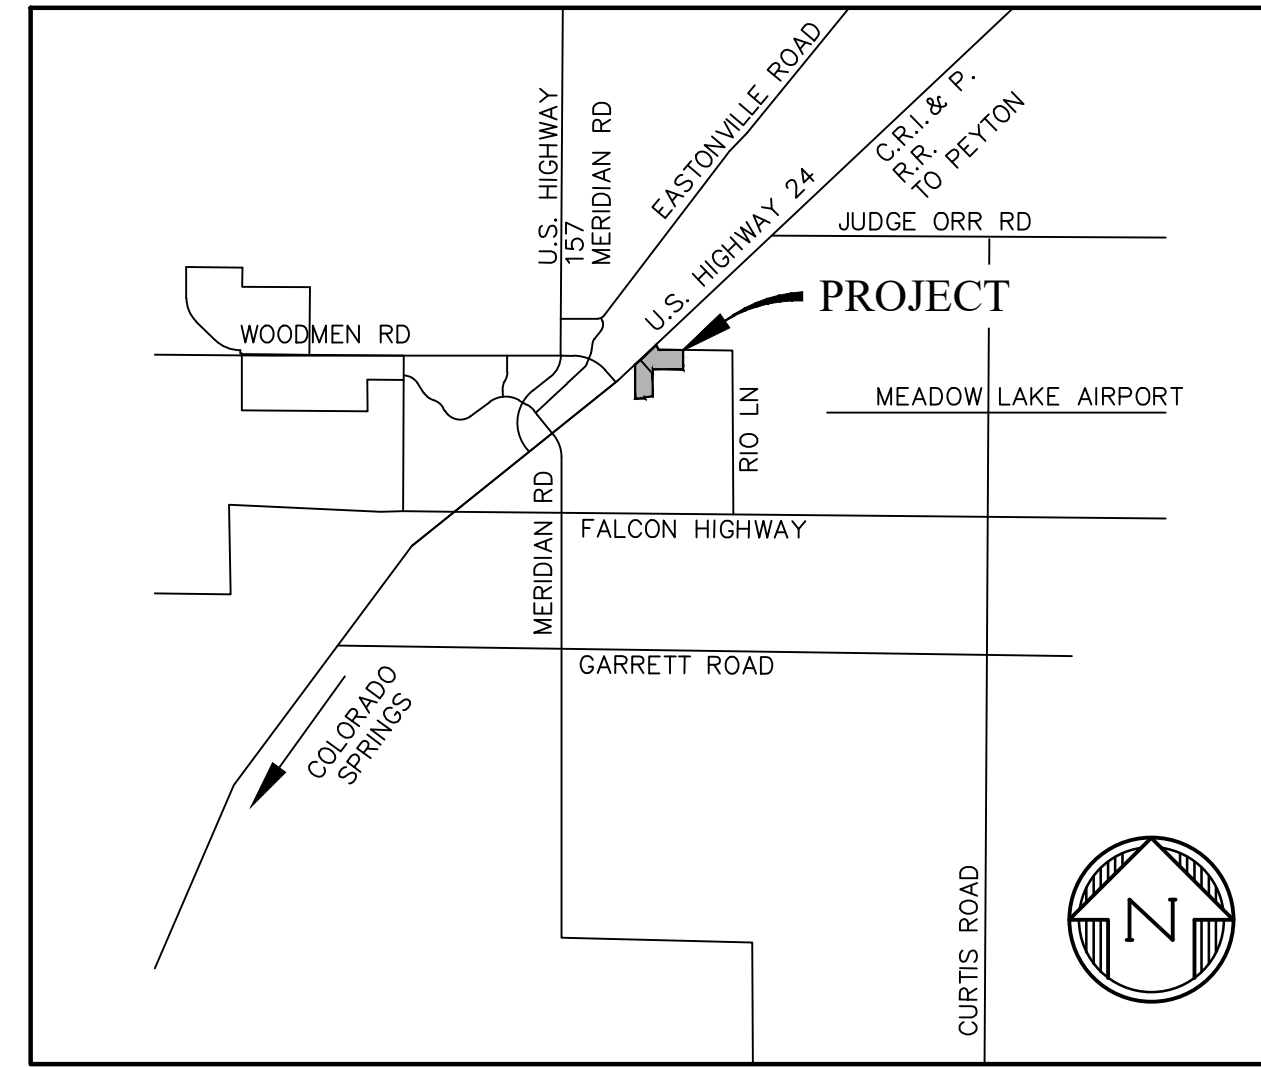 U.S. HIGHWAY
157
MERIDIAN RD
EASTONVILLE ROAD
U.S. HIGHWAY 24
C.R.I. & P.
R.R.
TO PEYTON
JUDGE ORR RD
PROJECT
WOODMEN RD
MEADOW LAKE AIRPORT
RIO LN
MERIDIAN RD
FALCON HIGHWAY
GARRETT ROAD
COLORADO
SPRINGS
CURTIS ROAD
N